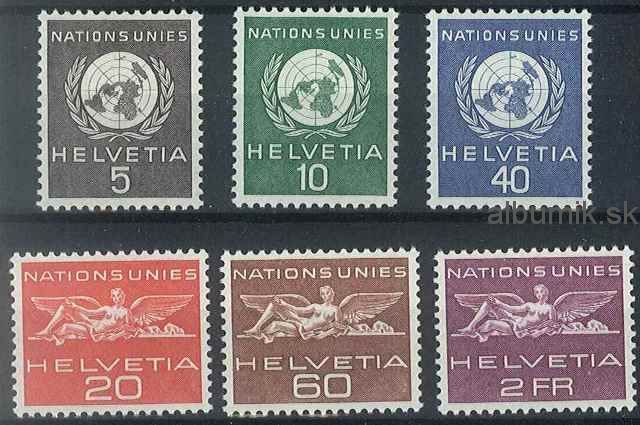 NATIONS UNIES
HELVETIA
5
NATIONS UNIES
HELVETIA
10
NATIONS UNIES
HELVETIA
40
albumik.sk
NATIONS UNIES
HELVETIA
20
NATIONS UNIES
HELVETIA
60
NATIONS UNIES
HELVETIA
2 FR